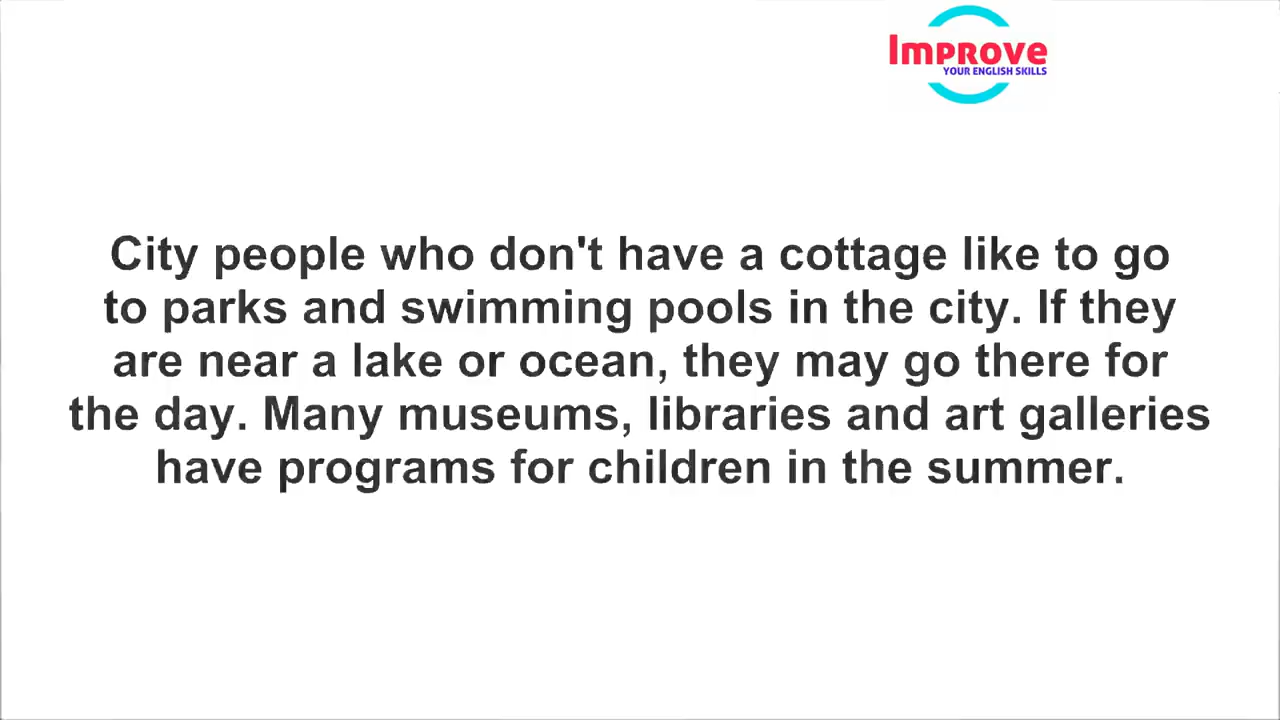 Improve
YOUR ENGLISH SKILLS
City people who don't have a cottage like to go
to parks and swimming pools in the city. If they
are near a lake or ocean, they may go there for
the day. Many museums, libraries and art galleries
have programs for children in the summer.